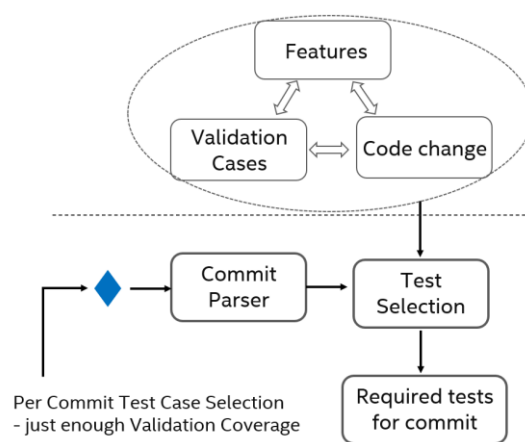 Features
Validation
Cases
Code change
Commit
Parser
Test
Selection
Per Commit Test Case Selection
- just enough Validation Coverage
Required tests
for commit